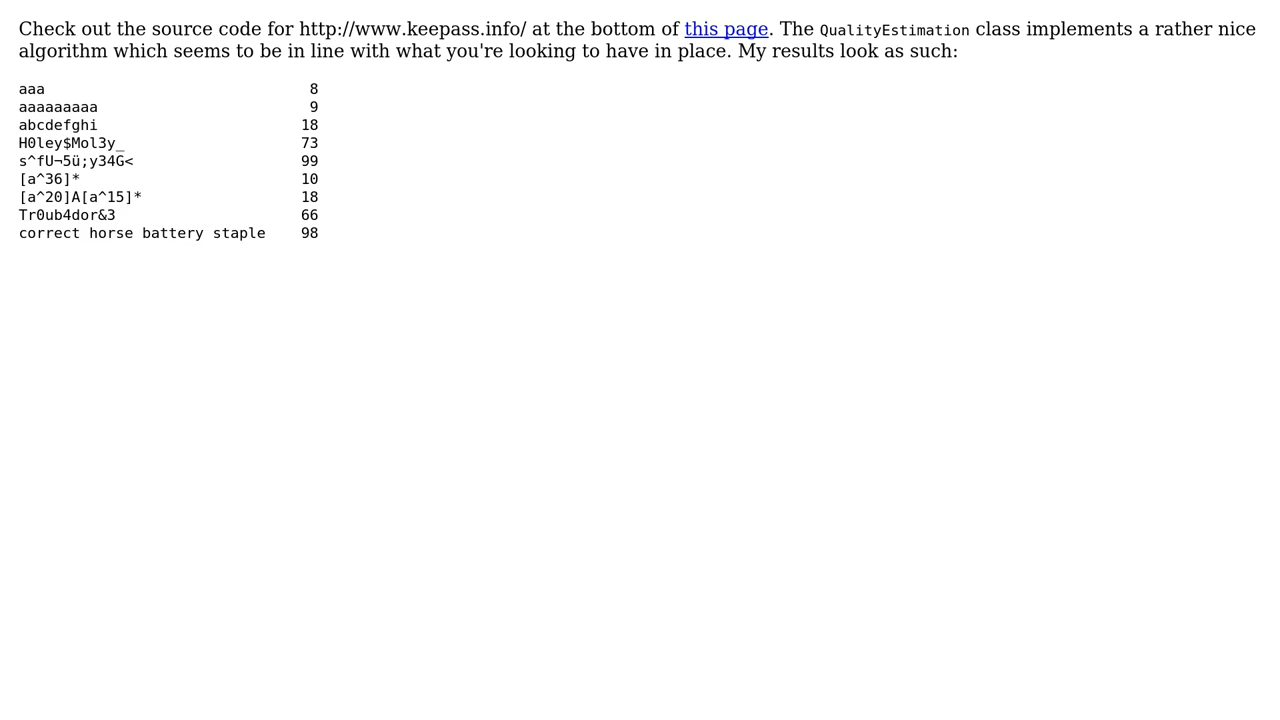 Check out the source code for http://www.keepass.info/ at the bottom of this page. The QualityEstimation class implements a rather nice
algorithm which seems to be in line with what you're looking to have in place. My results look as such:
aaa                              8
aaaaaaaaa                        9
abcdefghi                       18
H0ley$Mol3y_                    73
s^fU¬5ü;y34G<                   99
[a^36]*                         10
[a^20]A[a^15]*                  18
Tr0ub4dor&3                     66
correct horse battery staple    98